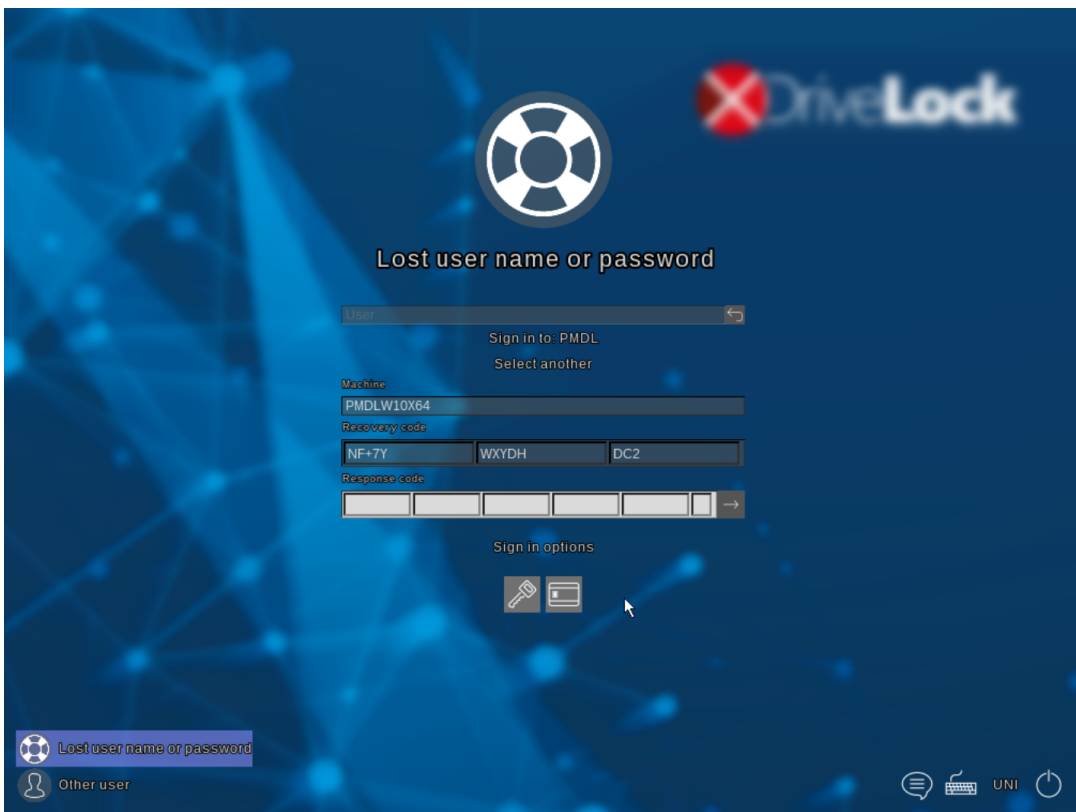 DriveLock
Lost user name or password
User
Sign in to: PMDL
Select another
Machine
PMDLW10X64
Recovery code
NF+7Y WXYDH DC2
Response code
Sign in options
Lost user name or password
Other user
UNI